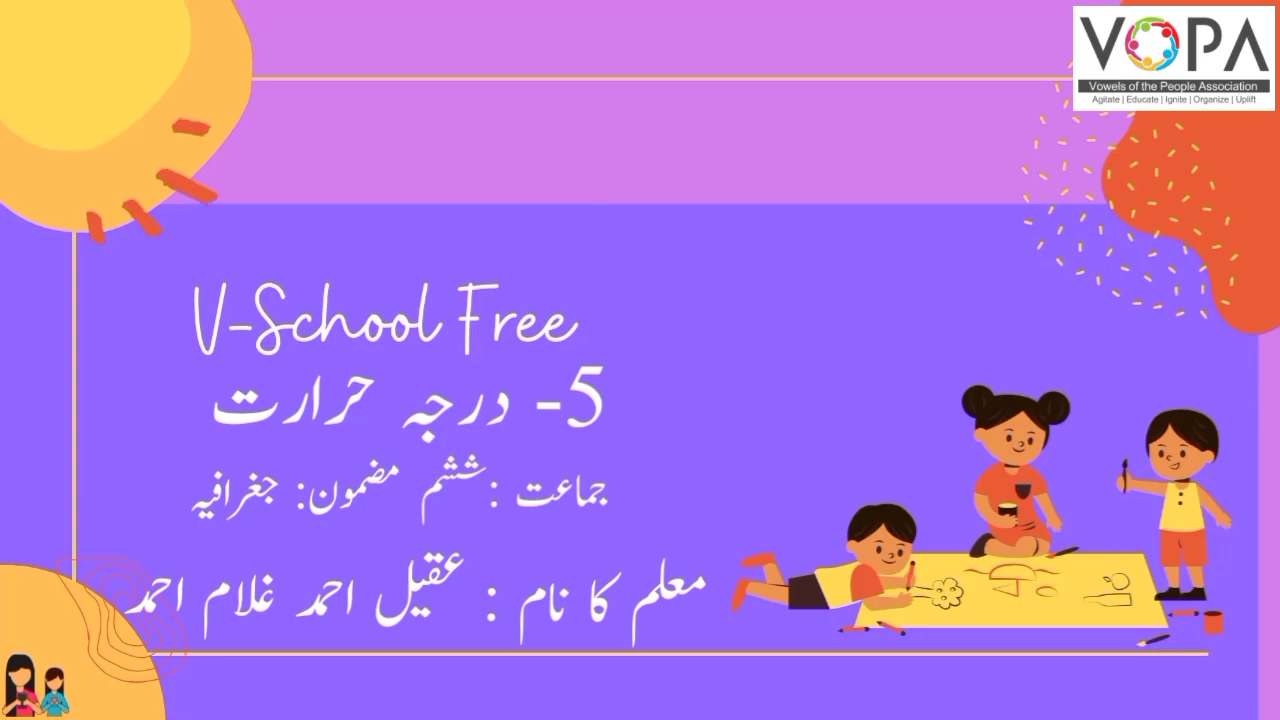 VOPA
Vowels of the People Association
Agitate | Educate | Ignite | Organize | Uplift
V-School Free
5- درجہ حرارت
جماعت : ششم مضمون: جغرافیہ
معلم کا نام : عقیل احمد غلام احمد